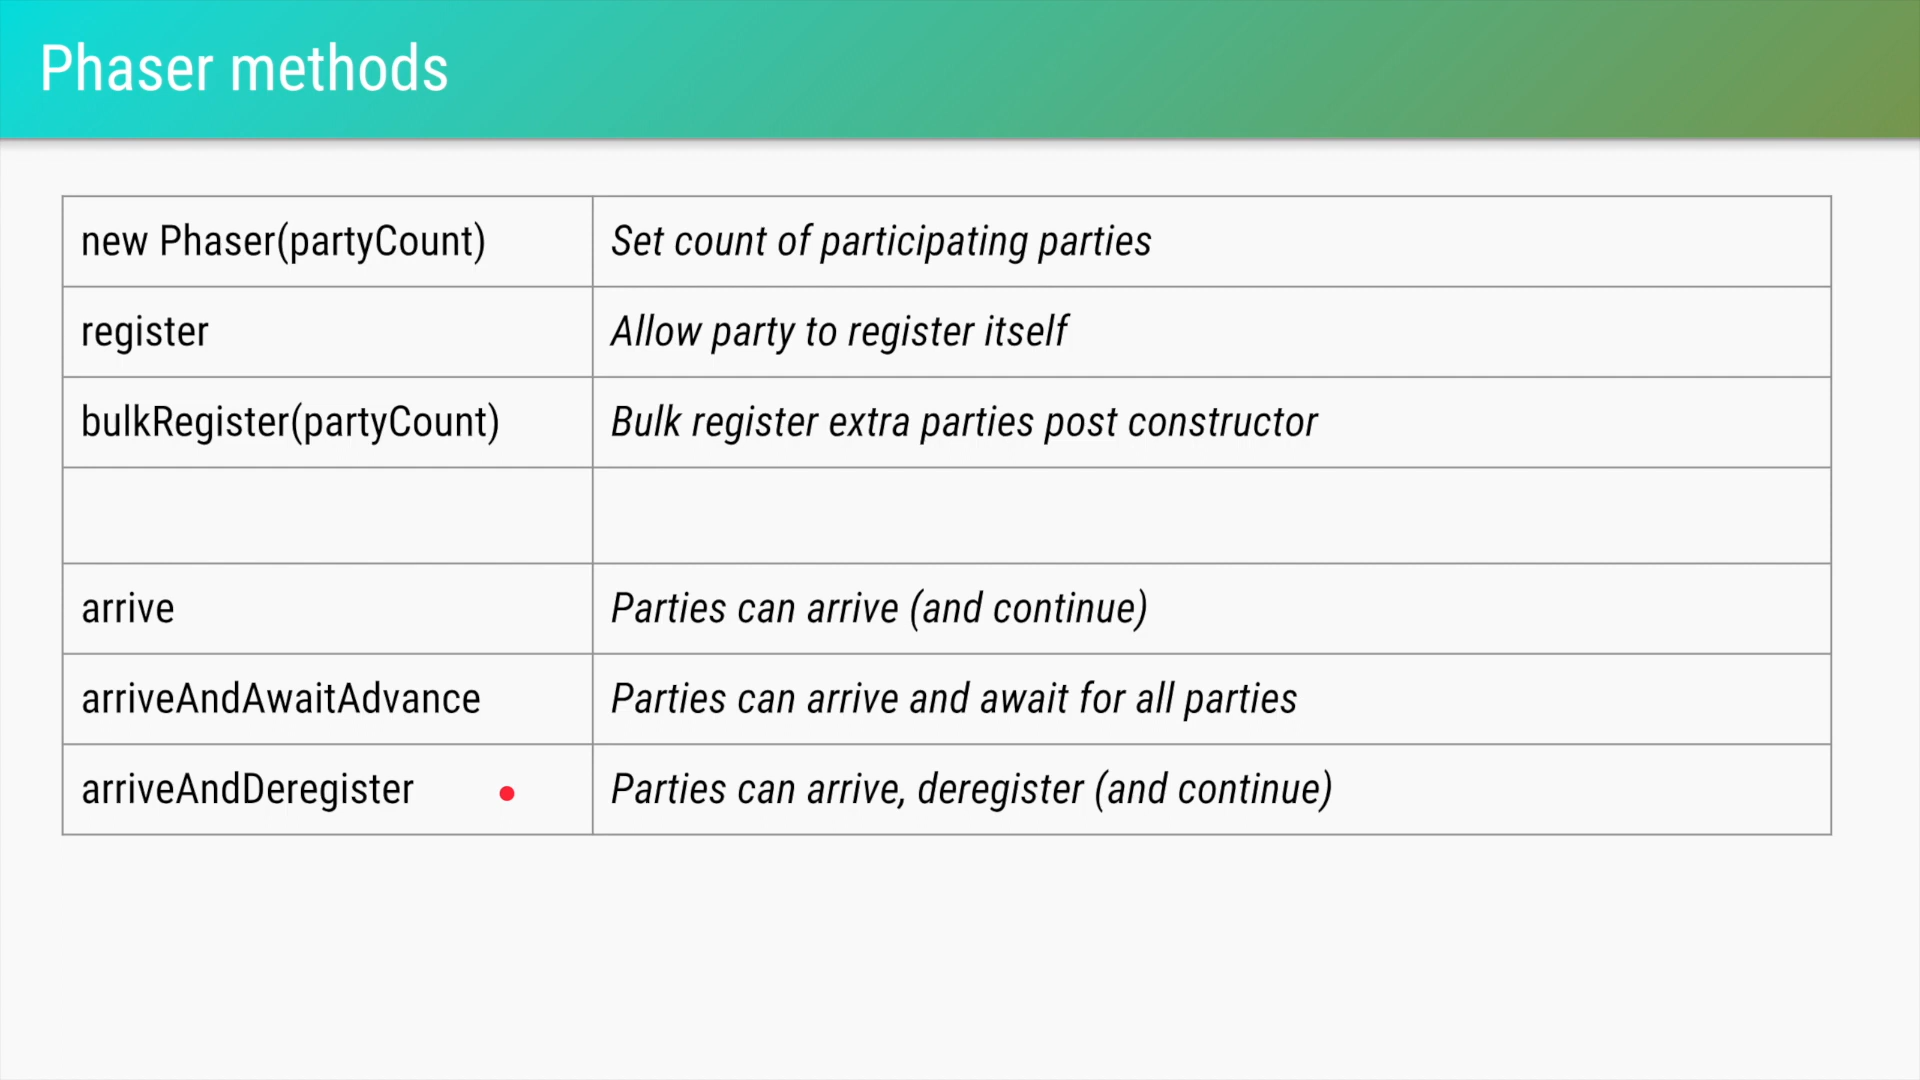 Phaser methods
new Phaser(partyCount) Set count of participating parties
register Allow party to register itself
bulkRegister(partyCount) Bulk register extra parties post constructor
arrive Parties can arrive (and continue)
arriveAndAwaitAdvance Parties can arrive and await for all parties
arriveAndDeregister Parties can arrive, deregister (and continue)